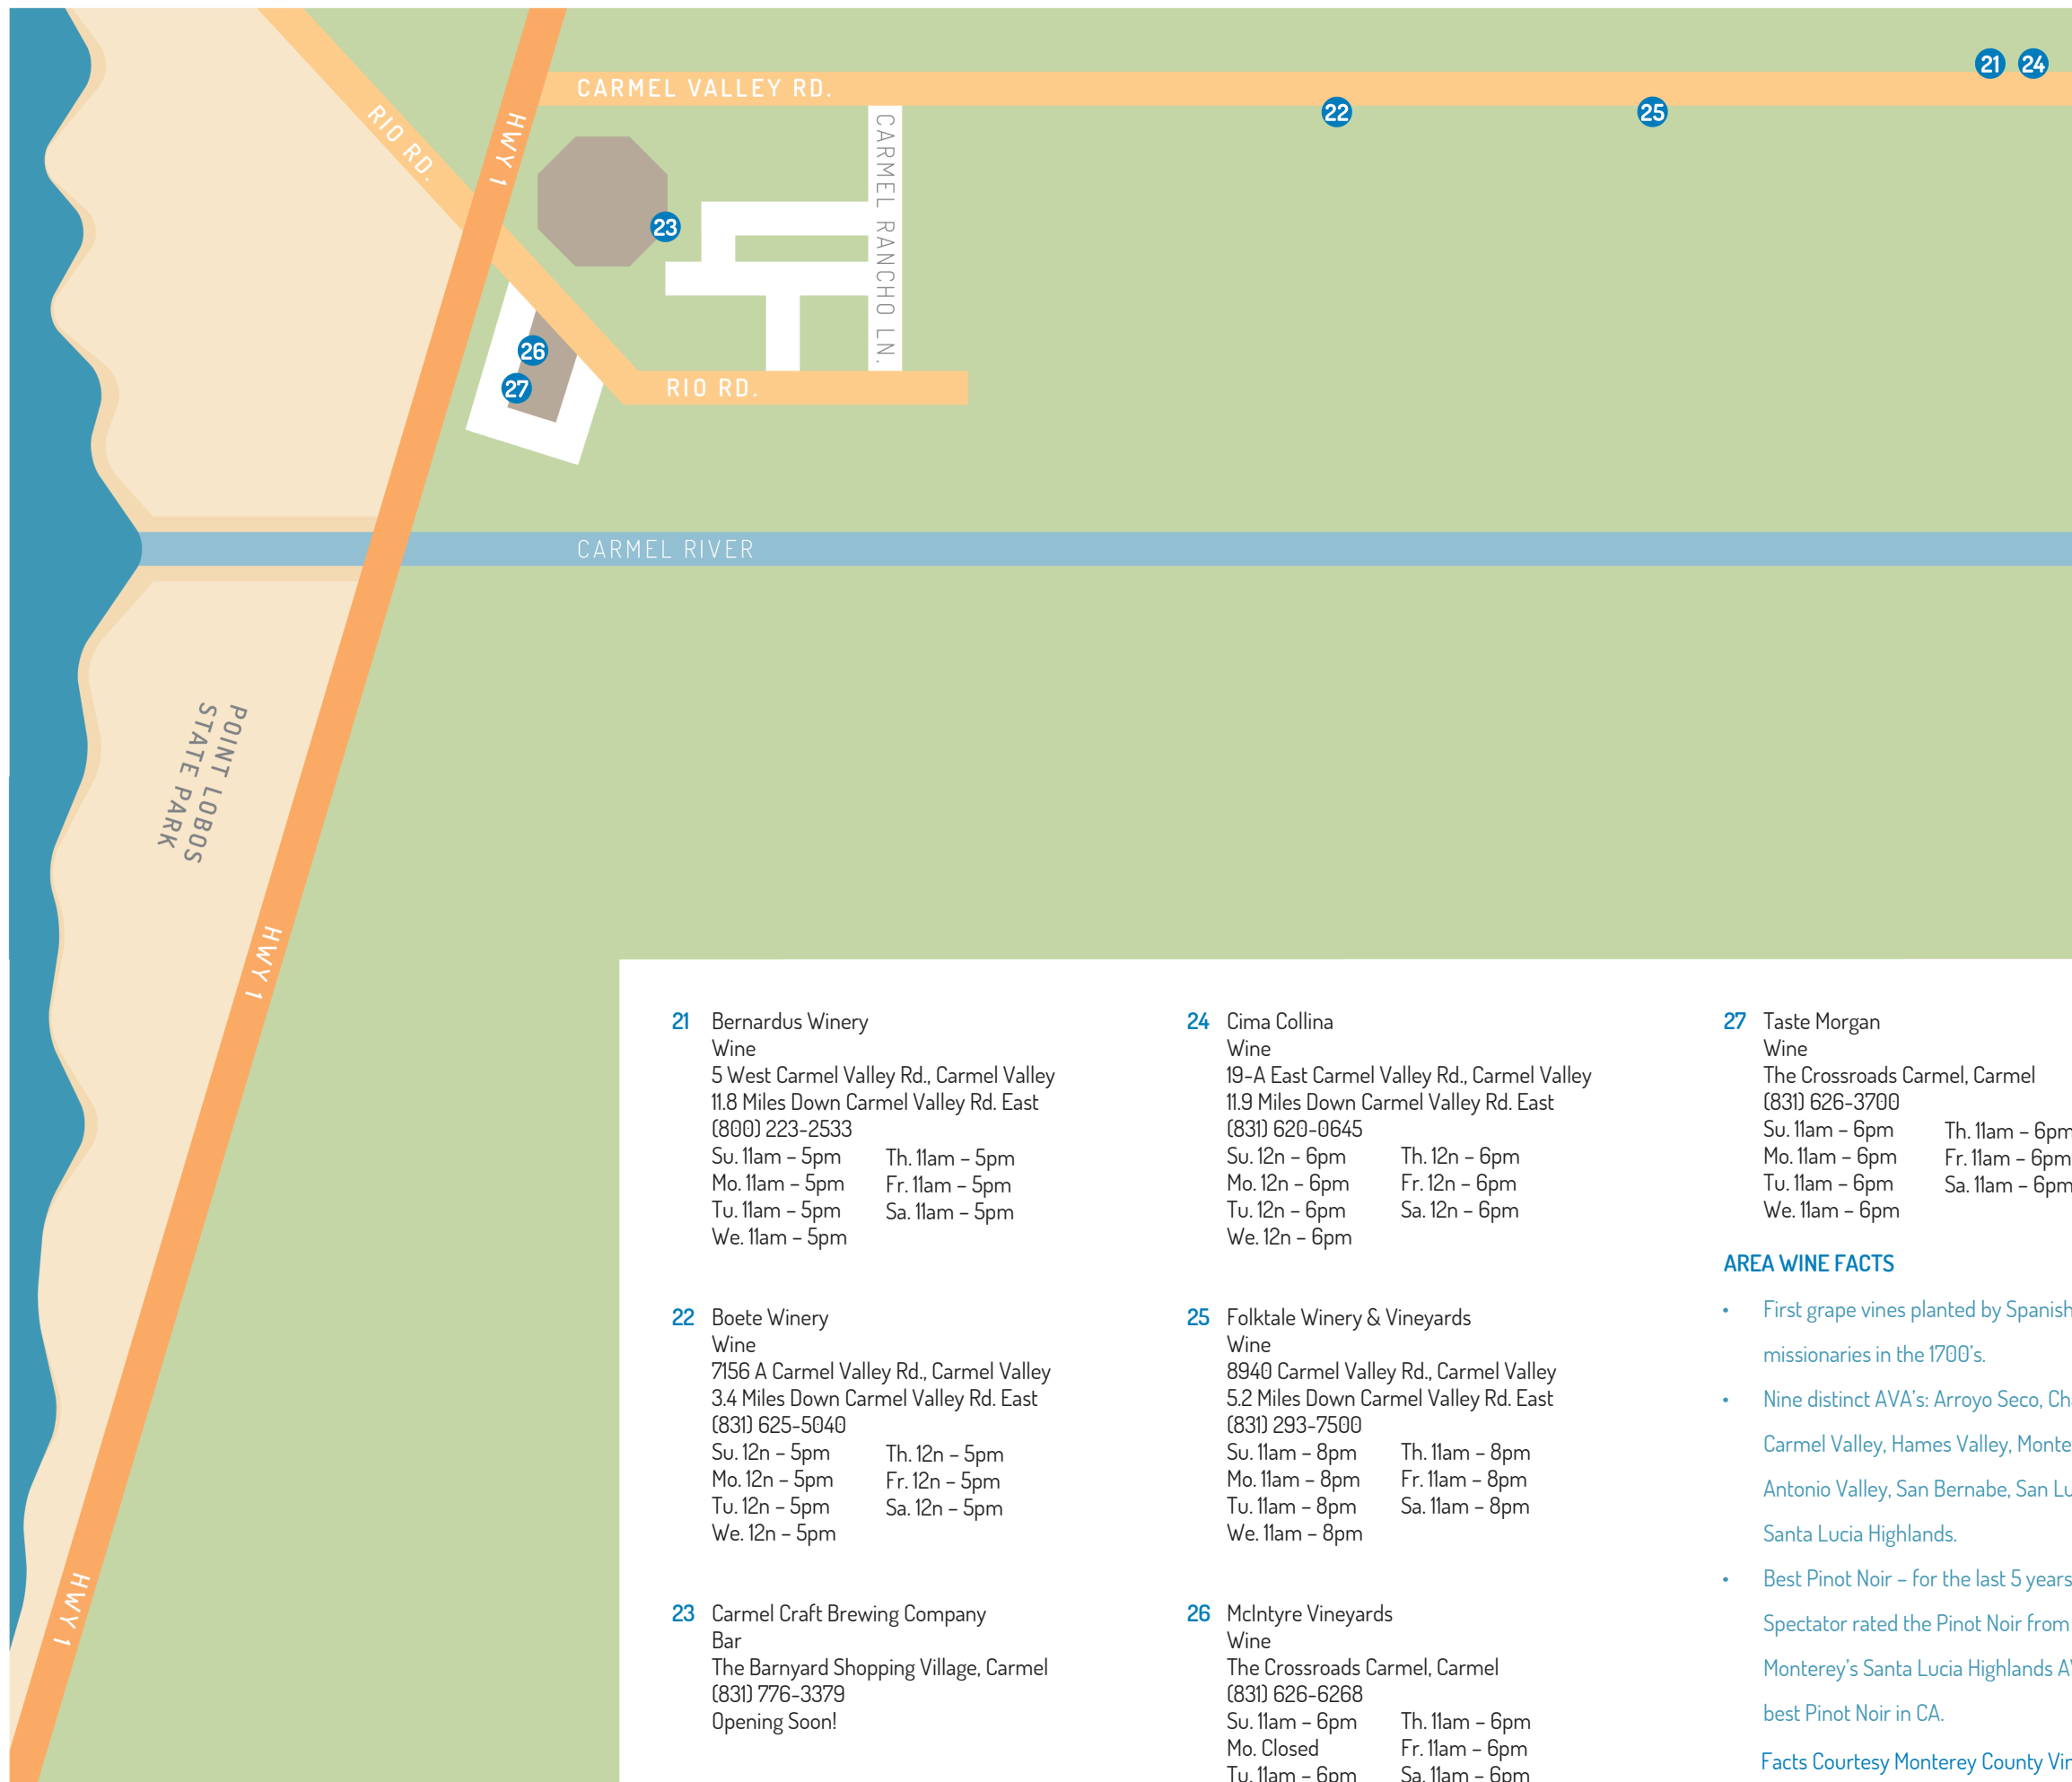 CARMEL VALLEY RD.
21
24
22
25
RIO RD.
HWY 1
CARMEL RANCHO LN.
23
26
27
RIO RD.
CARMEL RIVER
POINT LOBOS
STATE PARK
HWY 1
HWY 1
21 Bernardus Winery
Wine
5 West Carmel Valley Rd., Carmel Valley
11.8 Miles Down Carmel Valley Rd. East
(800) 223-2533
Su. 11am – 5pm Th. 11am – 5pm
Mo. 11am – 5pm Fr. 11am – 5pm
Tu. 11am – 5pm Sa. 11am – 5pm
We. 11am – 5pm
22 Boete Winery
Wine
7156 A Carmel Valley Rd., Carmel Valley
3.4 Miles Down Carmel Valley Rd. East
(831) 625-5040
Su. 12n – 5pm Th. 12n – 5pm
Mo. 12n – 5pm Fr. 12n – 5pm
Tu. 12n – 5pm Sa. 12n – 5pm
We. 12n – 5pm
23 Carmel Craft Brewing Company
Bar
The Barnyard Shopping Village, Carmel
(831) 776-3379
Opening Soon!
24 Cima Collina
Wine
19-A East Carmel Valley Rd., Carmel Valley
11.9 Miles Down Carmel Valley Rd. East
(831) 620-0645
Su. 12n – 6pm Th. 12n – 6pm
Mo. 12n – 6pm Fr. 12n – 6pm
Tu. 12n – 6pm Sa. 12n – 6pm
We. 12n – 6pm
25 Folktale Winery & Vineyards
Wine
8940 Carmel Valley Rd., Carmel Valley
5.2 Miles Down Carmel Valley Rd. East
(831) 293-7500
Su. 11am – 8pm Th. 11am – 8pm
Mo. 11am – 8pm Fr. 11am – 8pm
Tu. 11am – 8pm Sa. 11am – 8pm
We. 11am – 8pm
26 McIntyre Vineyards
Wine
The Crossroads Carmel, Carmel
(831) 626-6268
Su. 11am – 6pm Th. 11am – 6pm
Mo. Closed Fr. 11am – 6pm
Tu. 11am – 6pm Sa. 11am – 6pm
27 Taste Morgan
Wine
The Crossroads Carmel, Carmel
(831) 626-3700
Su. 11am – 6pm Th. 11am – 6pm
Mo. 11am – 6pm Fr. 11am – 6pm
Tu. 11am – 6pm Sa. 11am – 6pm
We. 11am – 6pm
AREA WINE FACTS
• First grape vines planted by Spanish
missionaries in the 1700's.
• Nine distinct AVA's: Arroyo Seco,
Carmel Valley, Hames Valley,
Antonio Valley, San Bernabe, San
Santa Lucia Highlands.
• Best Pinot Noir – for the last 5 years
Spectator rated the Pinot Noir from
Monterey's Santa Lucia Highlands
best Pinot Noir in CA.
Facts Courtesy Monterey County